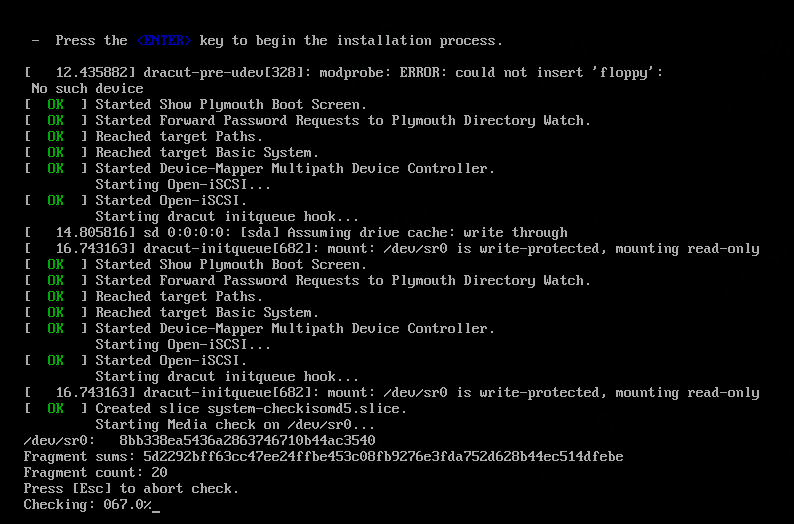 -  Press the <ENTER> key to begin the installation process.
[   12.435882] dracut-pre-udev[328]: modprobe: ERROR: could not insert 'floppy':
 No such device
[  OK  ] Started Show Plymouth Boot Screen.
[  OK  ] Started Forward Password Requests to Plymouth Directory Watch.
[  OK  ] Reached target Paths.
[  OK  ] Reached target Basic System.
[  OK  ] Started Device-Mapper Multipath Device Controller.
         Starting Open-iSCSI...
[  OK  ] Started Open-iSCSI.
         Starting dracut initqueue hook...
[   14.805816] sd 0:0:0:0: [sda] Assuming drive cache: write through
[   16.743163] dracut-initqueue[682]: mount: /dev/sr0 is write-protected, mounting read-only
[  OK  ] Started Show Plymouth Boot Screen.
[  OK  ] Started Forward Password Requests to Plymouth Directory Watch.
[  OK  ] Reached target Paths.
[  OK  ] Reached target Basic System.
[  OK  ] Started Device-Mapper Multipath Device Controller.
         Starting Open-iSCSI...
[  OK  ] Started Open-iSCSI.
         Starting dracut initqueue hook...
[   16.743163] dracut-initqueue[682]: mount: /dev/sr0 is write-protected, mounting read-only
[  OK  ] Created slice system-checkisomd5.slice.
         Starting Media check on /dev/sr0...
/dev/sr0:   8bb338ea5436a2863746710b44ac3540
Fragment sums: 5d2292bff63cc47ee24ffbe453c08fb9276e3fda752d628b44ec514dfebe
Fragment count: 20
Press [Esc] to abort check.
Checking: 067.0%_